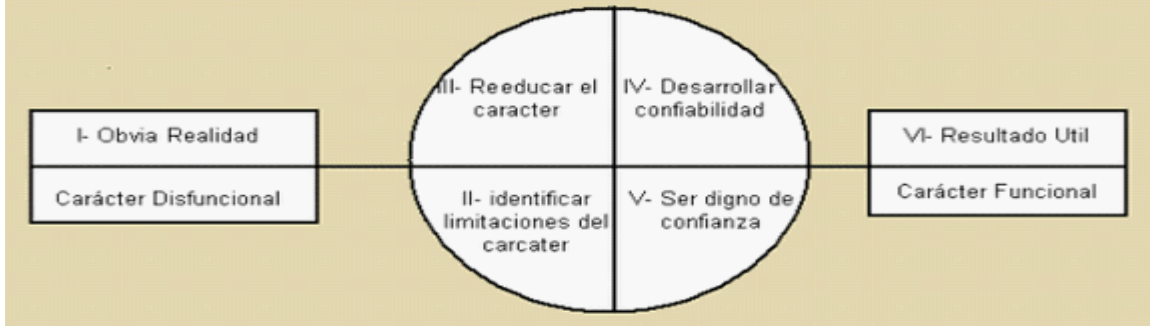 I- Obvia Realidad
Carácter Disfuncional
III- Reeducar el
caracter
IV- Desarrollar
confiabilidad
II- identificar
limitaciones del
carcater
V- Ser digno de
confianza
VI- Resultado Util
Carácter Funcional